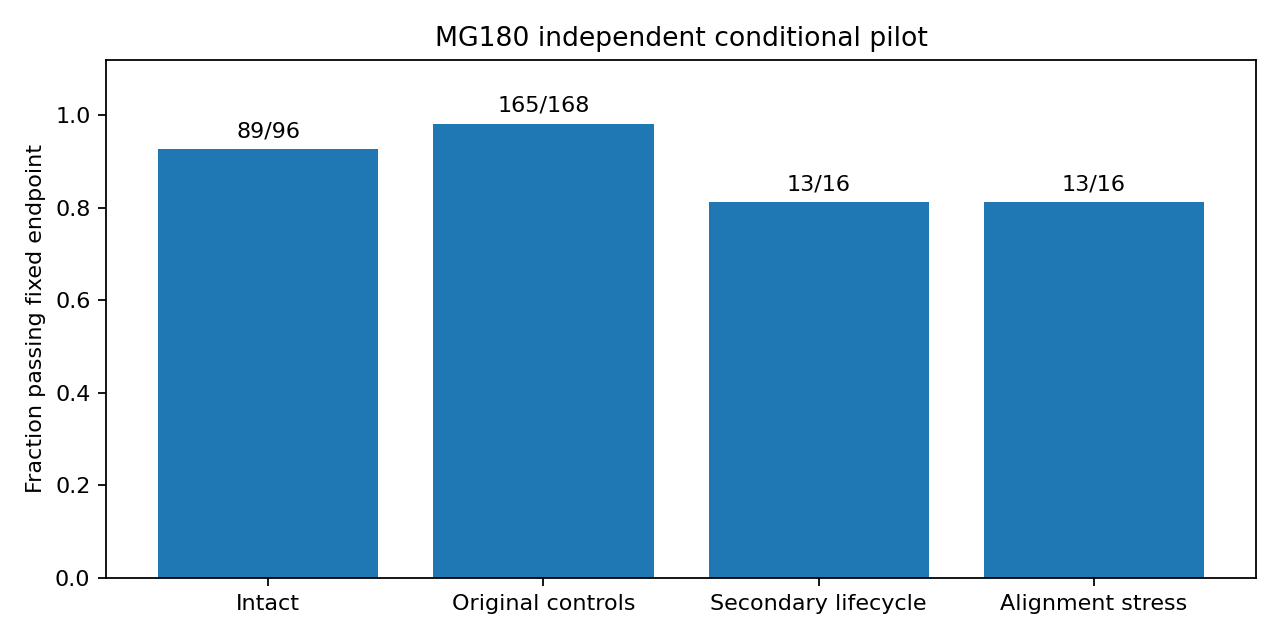 MG180 independent conditional pilot
Fraction passing fixed endpoint
1.0
0.8
0.6
0.4
0.2
0.0
89/96
165/168
13/16
13/16
Intact
Original controls
Secondary lifecycle
Alignment stress